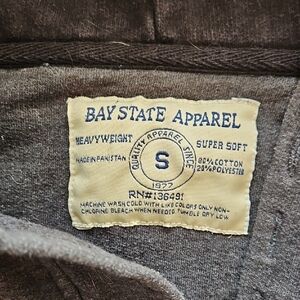 BAY STATE APPAREL
HEAVYWEIGHT
SUPER SOFT
QUALITY APPAREL SINCE
S
1977
MADE IN PAKISTAN
80% COTTON
20% POLYESTER
RN#136491
MACHINE WASH COLD WITH LIKE COLORS ONLY NON-
CHLORINE BLEACH WHEN NEEDED TUMBLE DRY LOW